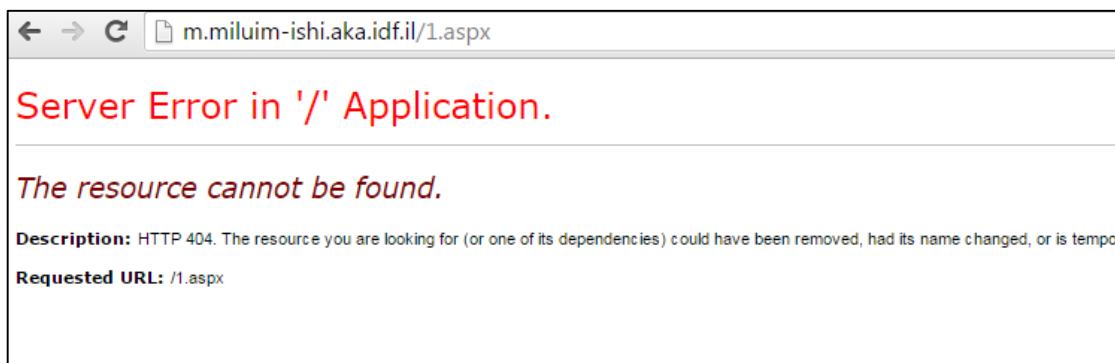 m.miluim-ishi.aka.idf.il/1.aspx
Server Error in '/' Application.
The resource cannot be found.
Description: HTTP 404. The resource you are looking for (or one of its dependencies) could have been removed, had its name changed, or is tempo
Requested URL: /1.aspx